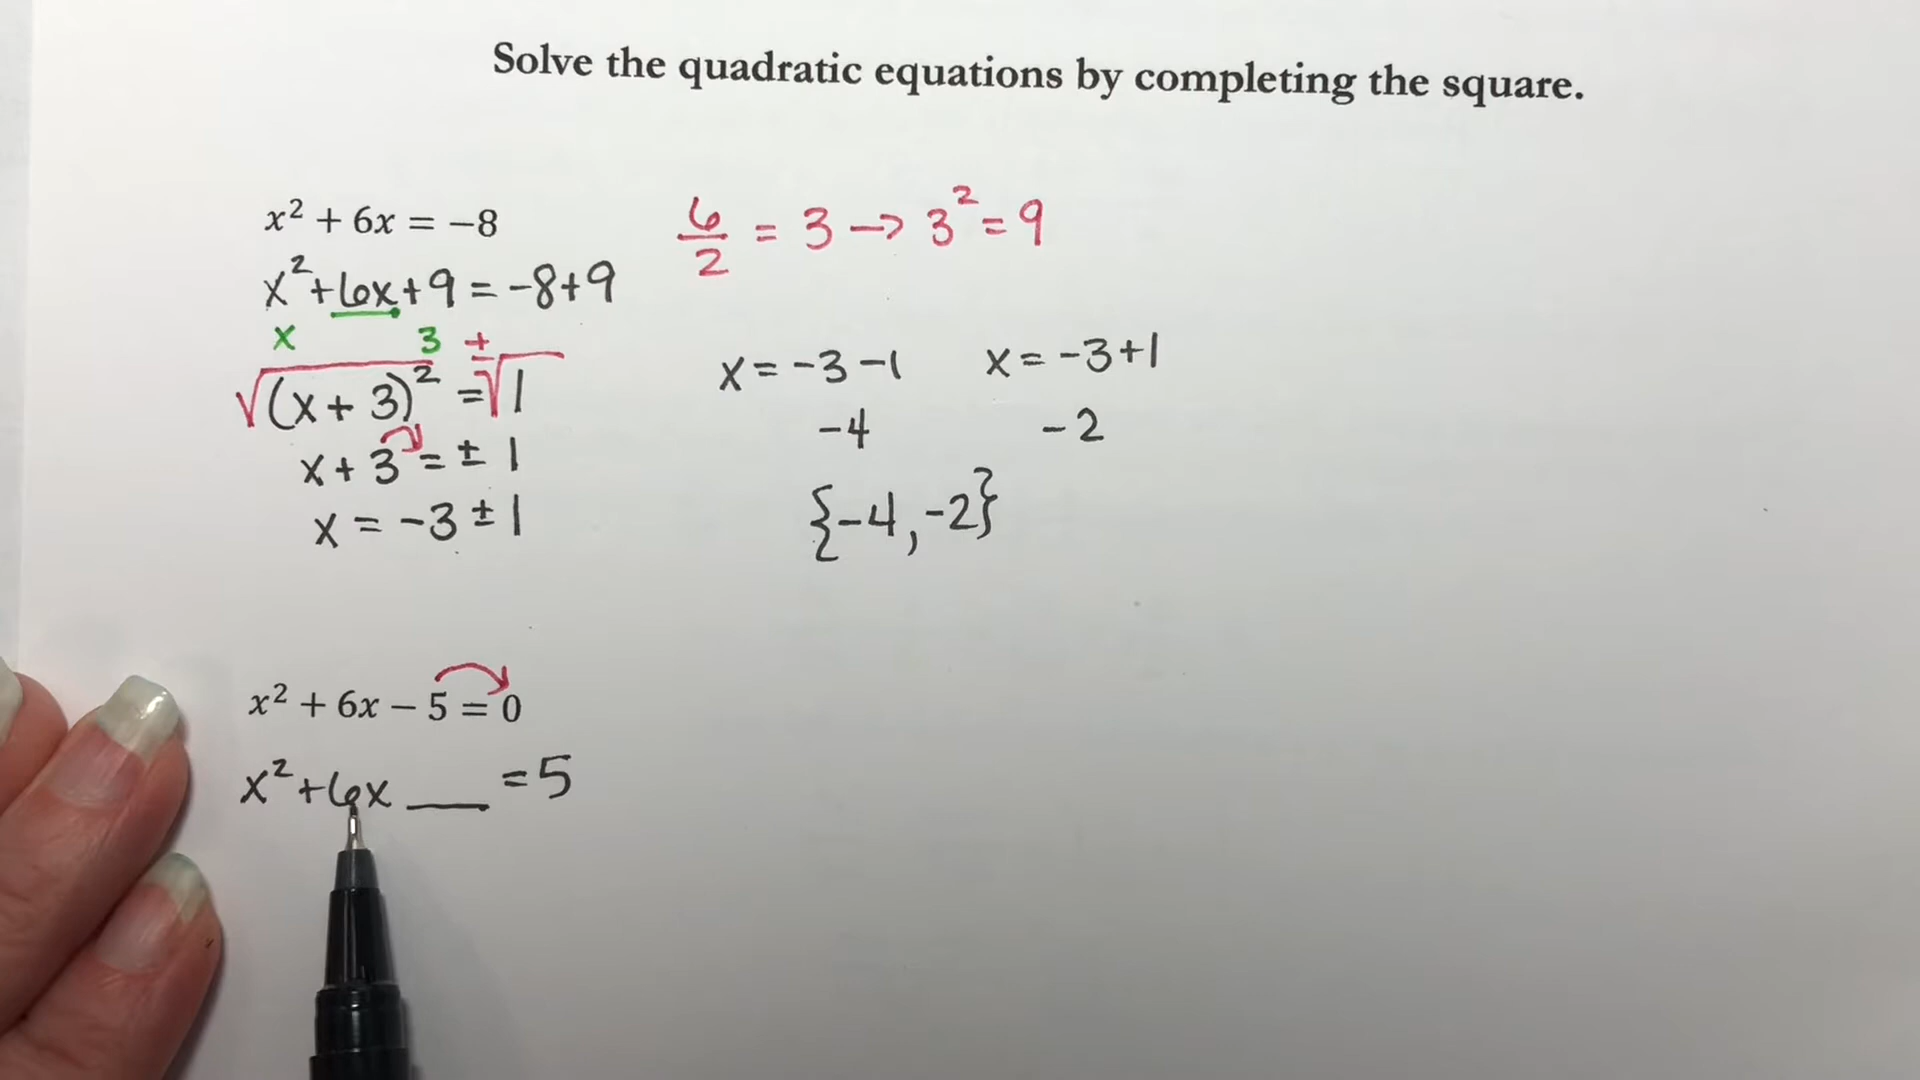 Solve the quadratic equations by completing the square.
x² + 6x = −8
6/2 = 3 → 3² = 9
x² + 6x + 9 = -8 + 9
x 3
√(x + 3)² = ±√1
x + 3 = ± 1
x = -3 ± 1
x = -3 - 1
-4
x = -3 + 1
-2
{-4, -2}
x² + 6x − 5 = 0
x² + 6x ___ = 5